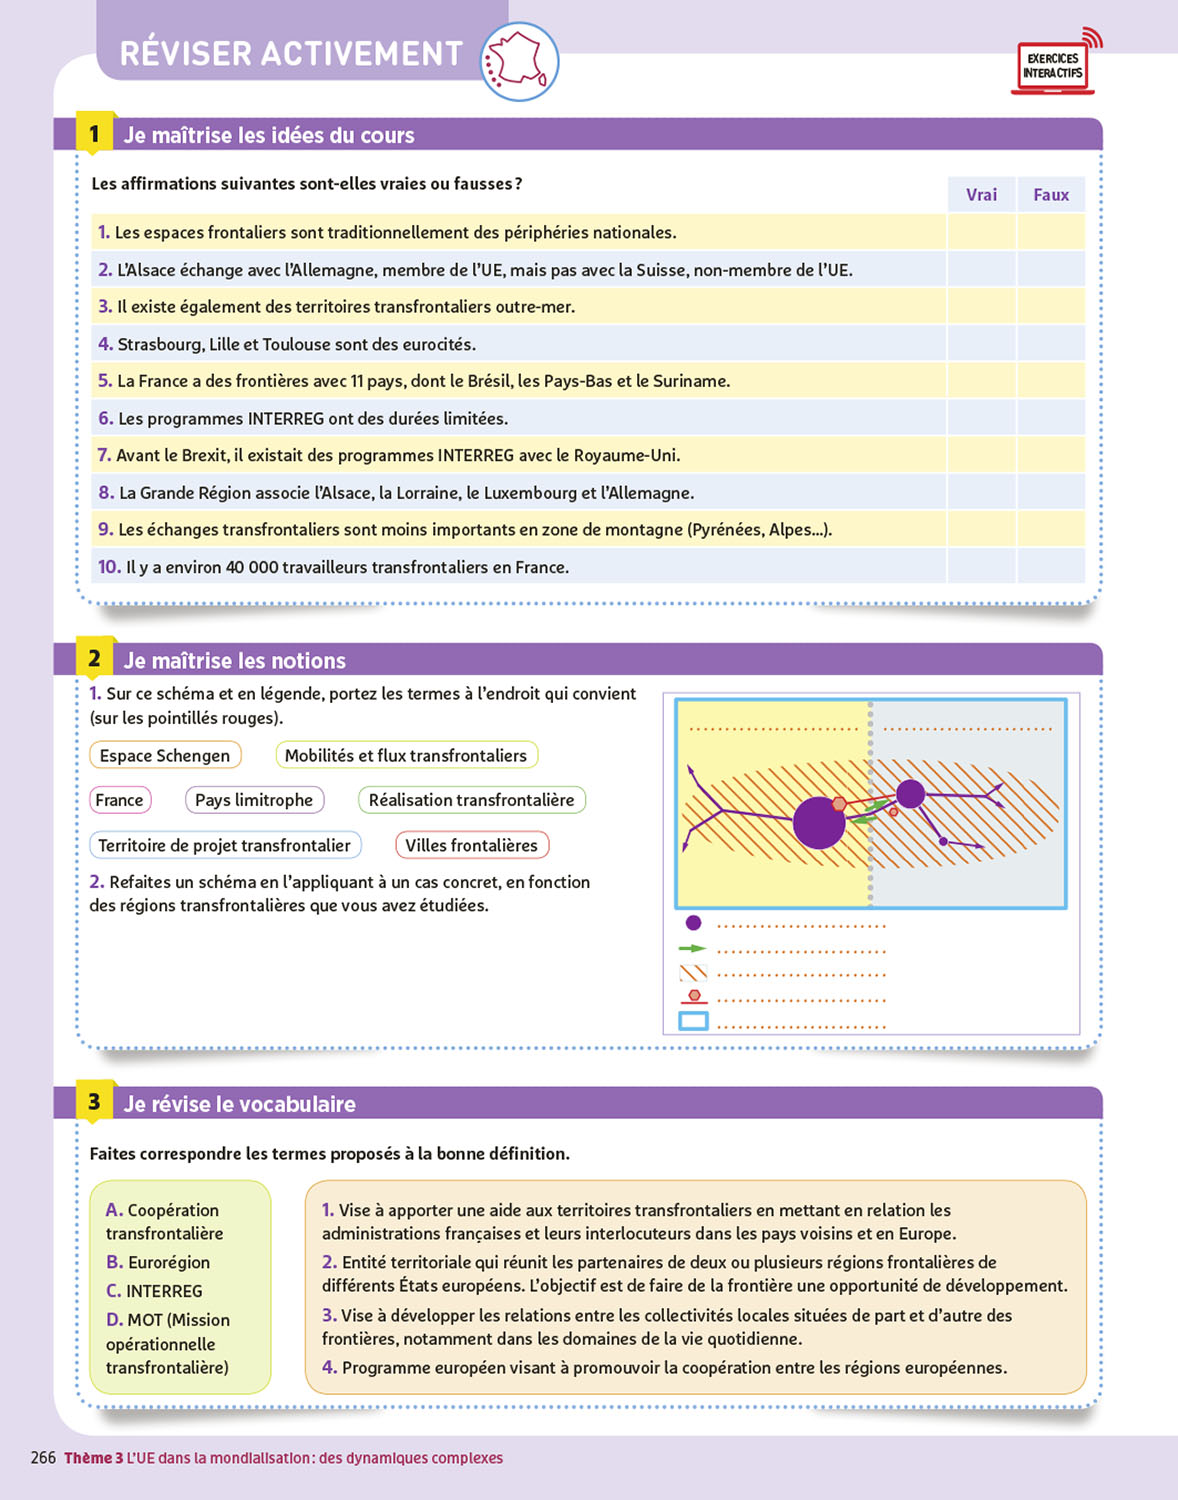 RÉVISER ACTIVEMENT
EXERCICES
INTERACTIFS
1 Je maîtrise les idées du cours
Les affirmations suivantes sont-elles vraies ou fausses ?
Vrai Faux
1. Les espaces frontaliers sont traditionnellement des périphéries nationales.
2. L'Alsace échange avec l'Allemagne, membre de l'UE, mais pas avec la Suisse, non-membre de l'UE.
3. Il existe également des territoires transfrontaliers outre-mer.
4. Strasbourg, Lille et Toulouse sont des eurocités.
5. La France a des frontières avec 11 pays, dont le Brésil, les Pays-Bas et le Suriname.
6. Les programmes INTERREG ont des durées limitées.
7. Avant le Brexit, il existait des programmes INTERREG avec le Royaume-Uni.
8. La Grande Région associe l'Alsace, la Lorraine, le Luxembourg et l'Allemagne.
9. Les échanges transfrontaliers sont moins importants en zone de montagne (Pyrénées, Alpes...).
10. Il y a environ 40 000 travailleurs transfrontaliers en France.
2 Je maîtrise les notions
1. Sur ce schéma et en légende, portez les termes à l'endroit qui convient
(sur les pointillés rouges).
Espace Schengen Mobilités et flux transfrontaliers
France Pays limitrophe Réalisation transfrontalière
Territoire de projet transfrontalier Villes frontalières
2. Refaites un schéma en l'appliquant à un cas concret, en fonction
des régions transfrontalières que vous avez étudiées.
3 Je révise le vocabulaire
Faites correspondre les termes proposés à la bonne définition.
A. Coopération
transfrontalière
B. Eurorégion
C. INTERREG
D. MOT (Mission
opérationnelle
transfrontalière)
1. Vise à apporter une aide aux territoires transfrontaliers en mettant en relation les
administrations françaises et leurs interlocuteurs dans les pays voisins et en Europe.
2. Entité territoriale qui réunit les partenaires de deux ou plusieurs régions frontalières de
différents États européens. L'objectif est de faire de la frontière une opportunité de développement.
3. Vise à développer les relations entre les collectivités locales situées de part et d'autre des
frontières, notamment dans les domaines de la vie quotidienne.
4. Programme européen visant à promouvoir la coopération entre les régions européennes.
266 Thème 3 L'UE dans la mondialisation : des dynamiques complexes